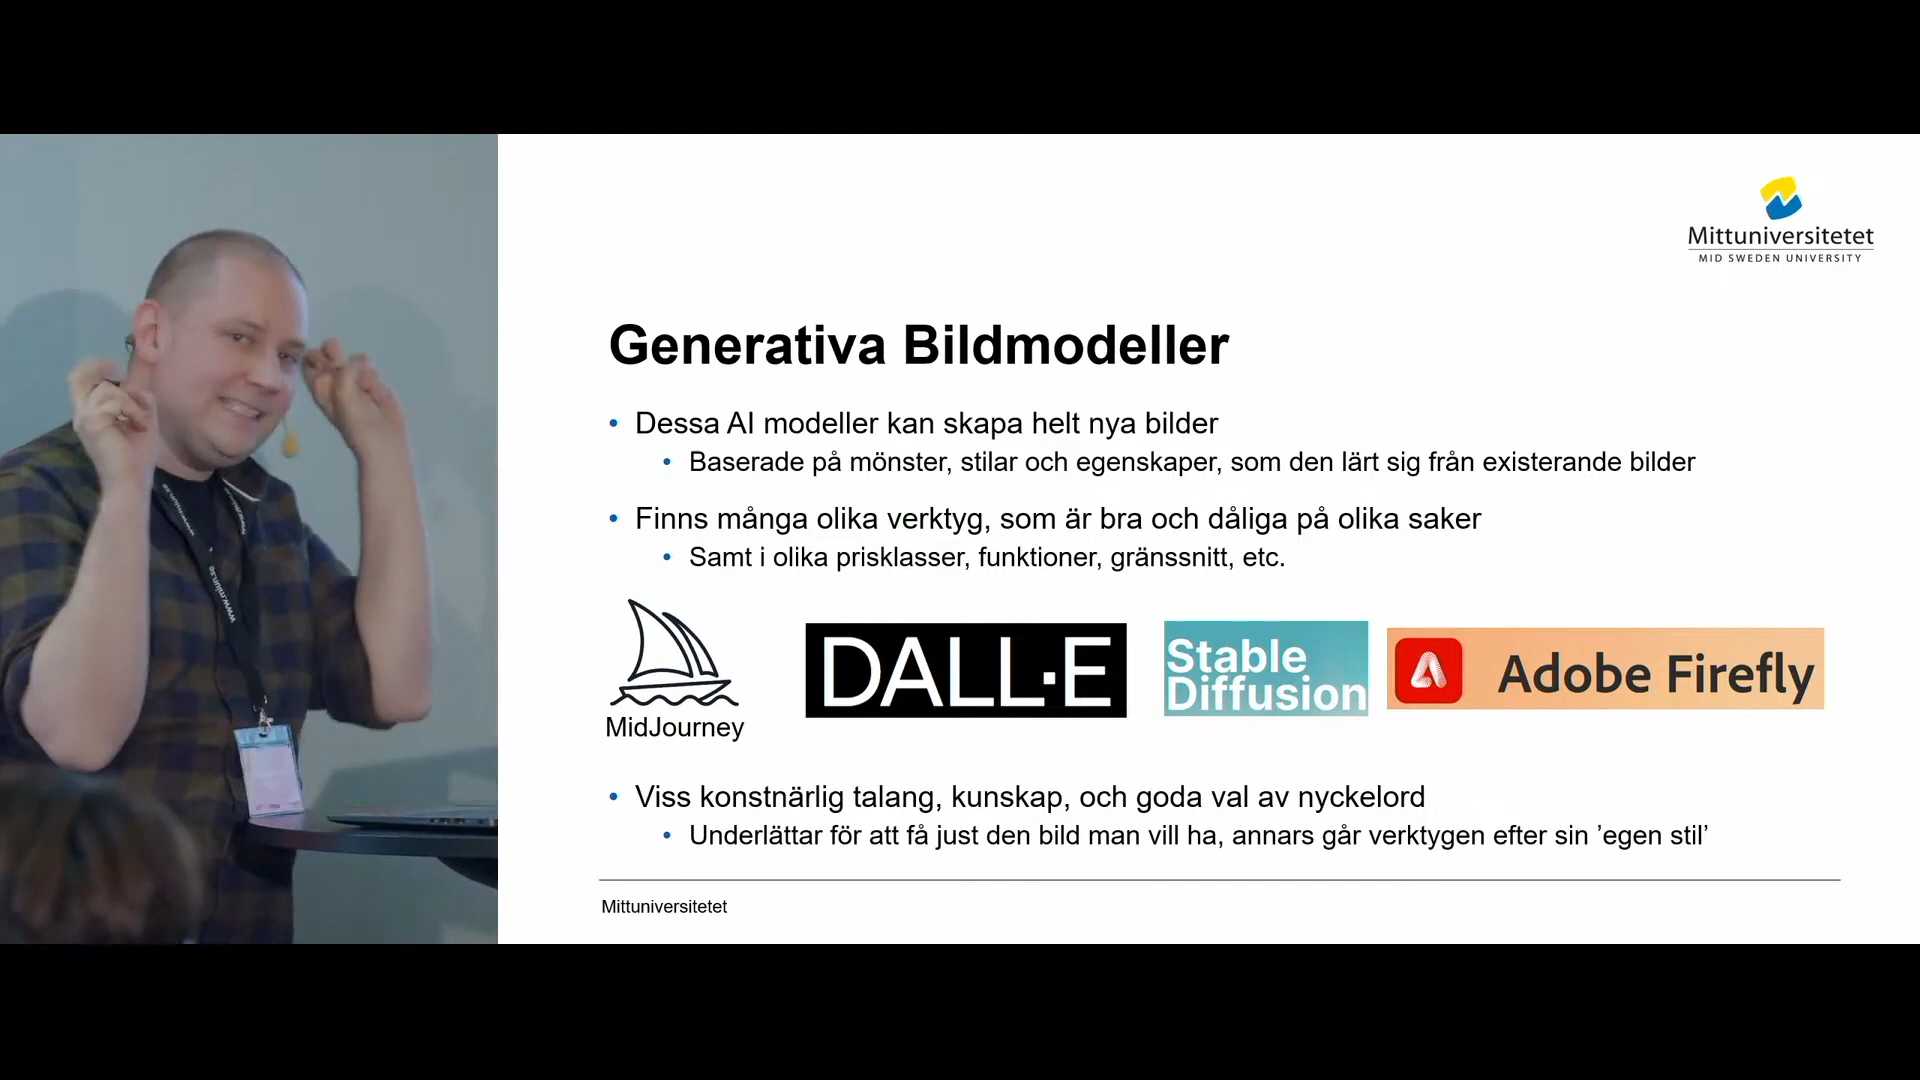 Mittuniversitetet
MID SWEDEN UNIVERSITY
Generativa Bildmodeller
• Dessa AI modeller kan skapa helt nya bilder
• Baserade på mönster, stilar och egenskaper, som den lärt sig från existerande bilder
• Finns många olika verktyg, som är bra och dåliga på olika saker
• Samt i olika prisklasser, funktioner, gränssnitt, etc.
MidJourney
DALL·E
Stable
Diffusion
Adobe Firefly
• Viss konstnärlig talang, kunskap, och goda val av nyckelord
• Underlättar för att få just den bild man vill ha, annars går verktygen efter sin ’egen stil’
Mittuniversitetet
www.miun.se